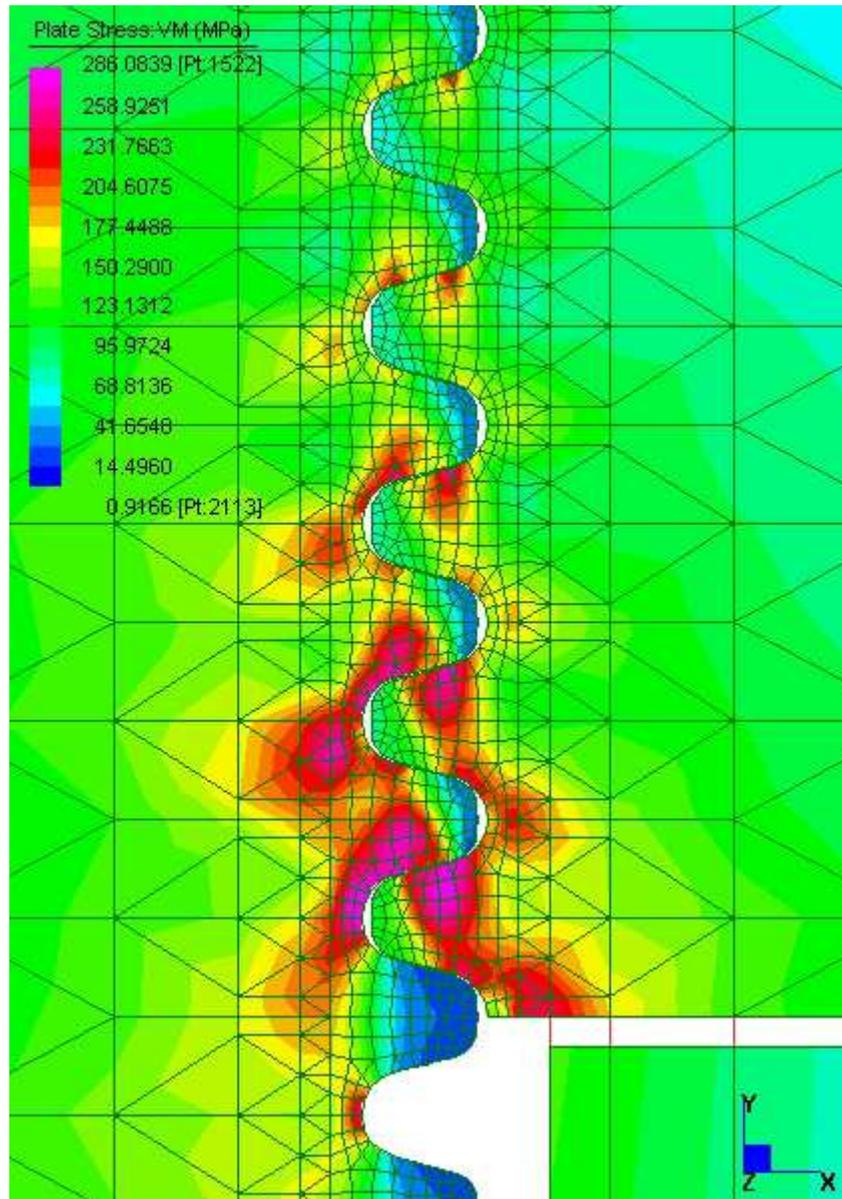 Plate Stress:VM (MPa)
286.0839 [Pt:1522]
258.9251
231.7663
204.6075
177.4488
150.2900
123.1312
95.9724
68.8136
41.6548
14.4960
0.9166 [Pt:2113]
Y
Z X